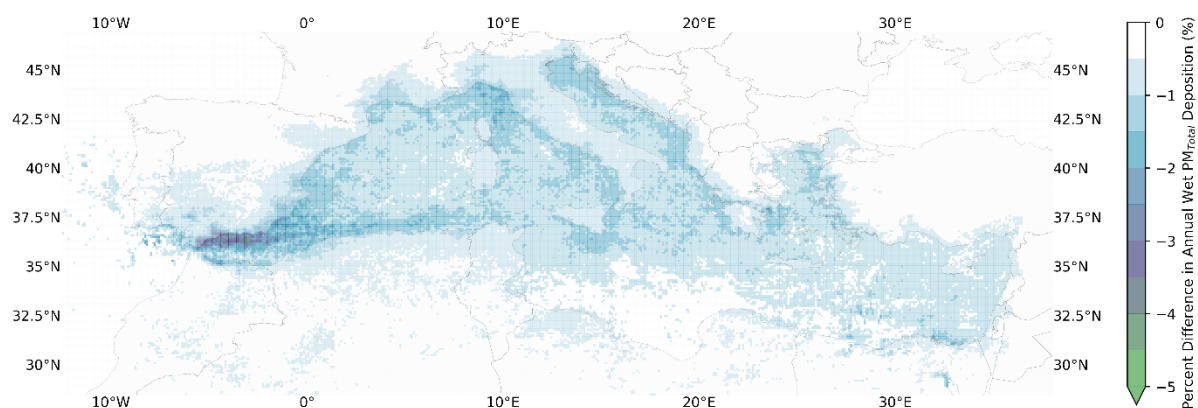 10°W 0° 10°E 20°E 30°E
45°N 45°N
42.5°N 42.5°N
40°N 40°N
37.5°N 37.5°N
35°N 35°N
32.5°N 32.5°N
30°N 30°N
10°W 0° 10°E 20°E 30°E
0
−1
−2
−3
−4
−5
Percent Difference in Annual Wet PM_Total Deposition (%)